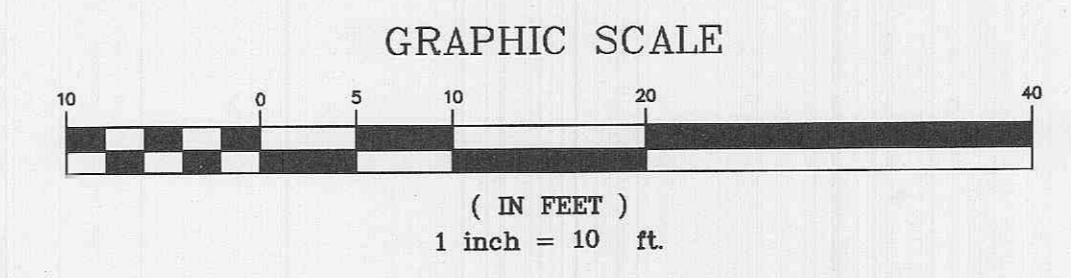 GRAPHIC SCALE
10 0 5 10 20 40
( IN FEET )
1 inch = 10 ft.